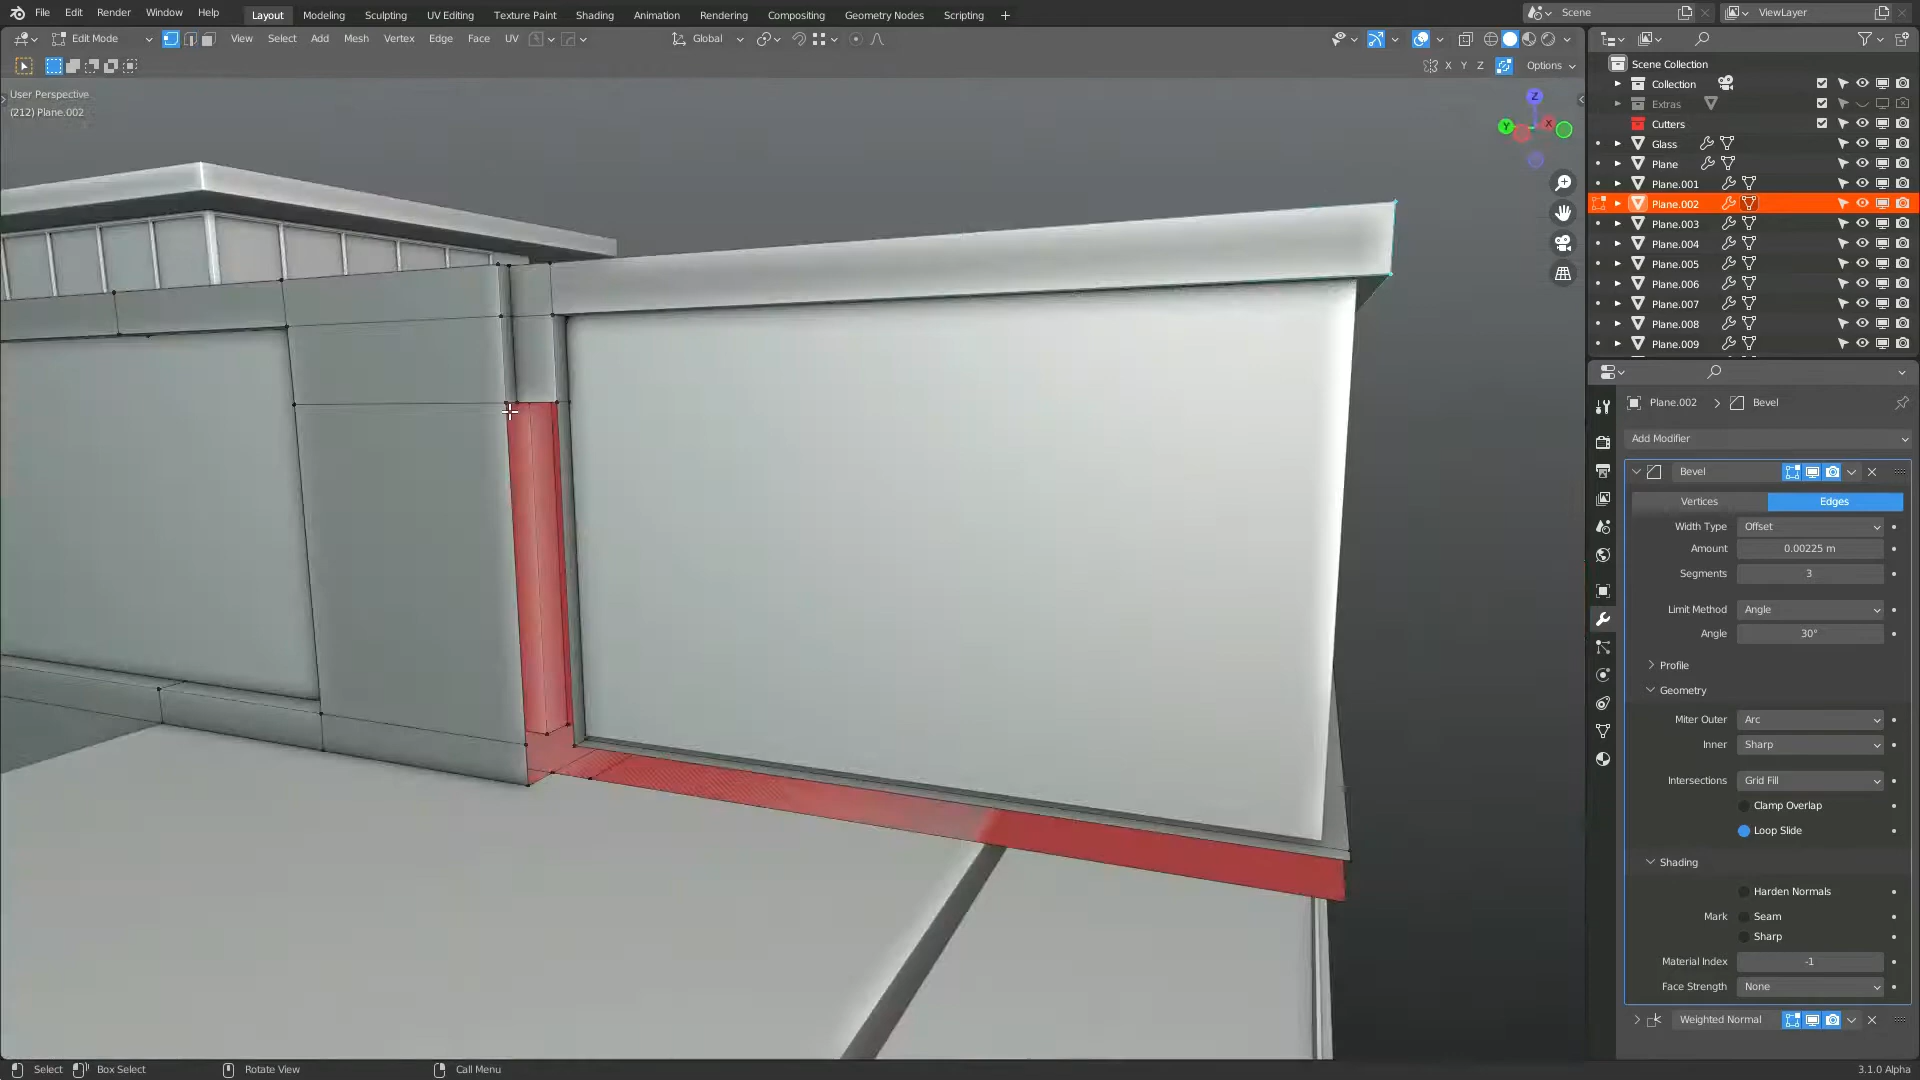 File Edit Render Window Help Layout Modeling Sculpting UV Editing Texture Paint Shading Animation Rendering Compositing Geometry Nodes Scripting + Scene ViewLayer
Edit Mode View Select Add Mesh Vertex Edge Face UV Global
X Y Z Options
User Perspective
(212) Plane.002
Z
Y
X
Scene Collection
Collection
Extras
Cutters
Glass
Plane
Plane.001
Plane.002
Plane.003
Plane.004
Plane.005
Plane.006
Plane.007
Plane.008
Plane.009
Plane.002 > Bevel
Add Modifier
Bevel
Vertices Edges
Width Type Offset
Amount 0.00225 m
Segments 3
Limit Method Angle
Angle 30°
Profile
Geometry
Miter Outer Arc
Inner Sharp
Intersections Grid Fill
Clamp Overlap
Loop Slide
Shading
Harden Normals
Mark Seam
Sharp
Material Index -1
Face Strength None
Weighted Normal
Select Box Select Rotate View Call Menu 3.1.0 Alpha